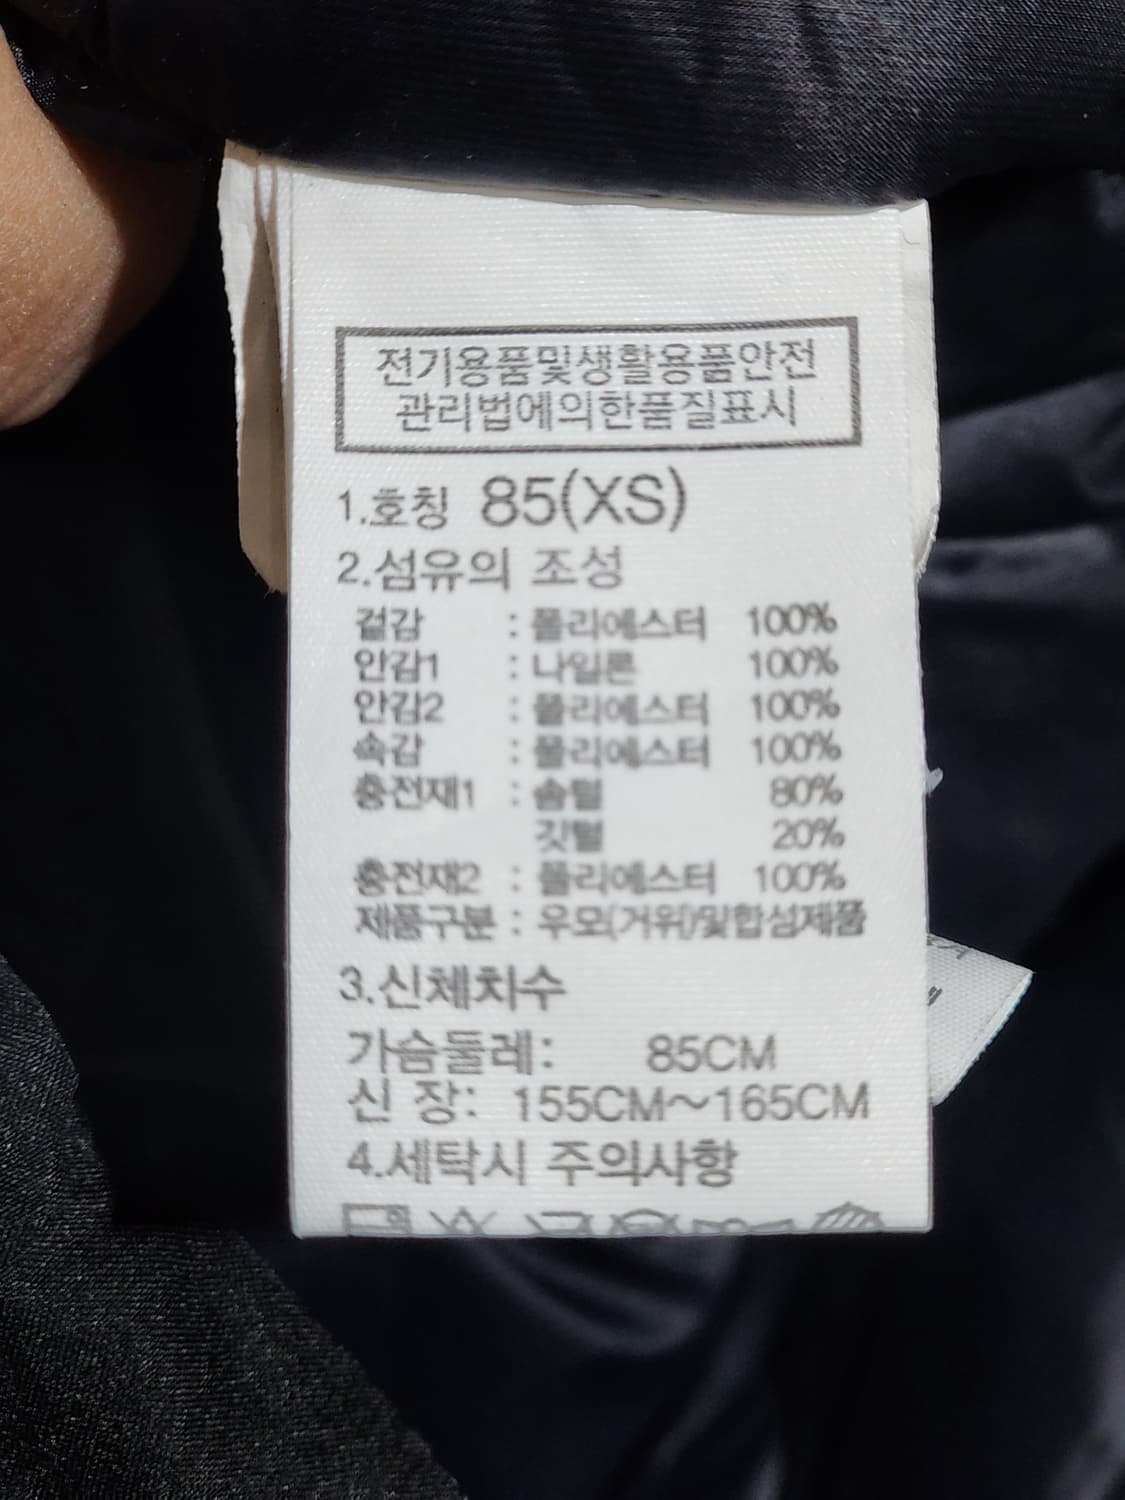 전기용품및생활용품안전
관리법에의한품질표시
1.호칭 85(XS)
2.섬유의 조성
겉감 : 폴리에스터 100%
안감1 : 나일론 100%
안감2 : 폴리에스터 100%
속감 : 폴리에스터 100%
충전재1 : 솜털 80%
깃털 20%
충전재2 : 폴리에스터 100%
제품구분 : 우모(거위)및합성제품
3.신체치수
가슴둘레: 85CM
신 장: 155CM~165CM
4.세탁시 주의사항